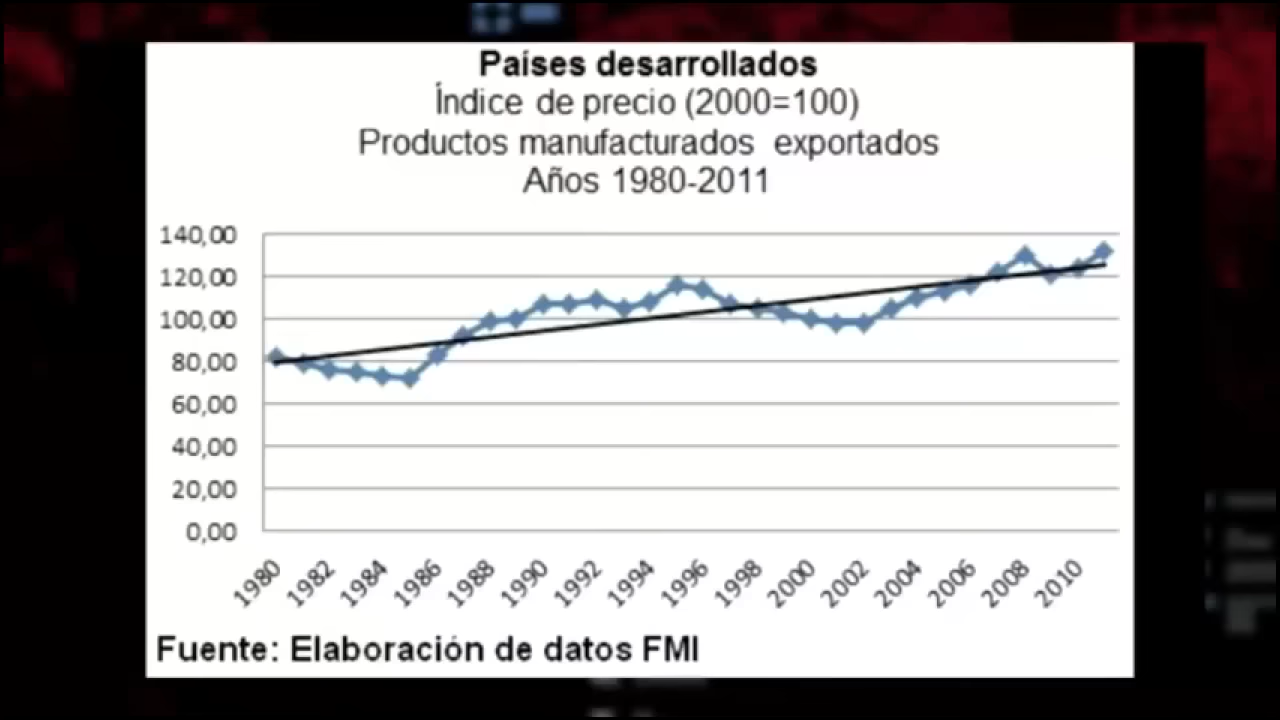 Países desarrollados
Índice de precio (2000=100)
Productos manufacturados exportados
Años 1980-2011
140,00
120,00
100,00
80,00
60,00
40,00
20,00
0,00
1980 1982 1984 1986 1988 1990 1992 1994 1996 1998 2000 2002 2004 2006 2008 2010
Fuente: Elaboración de datos FMI